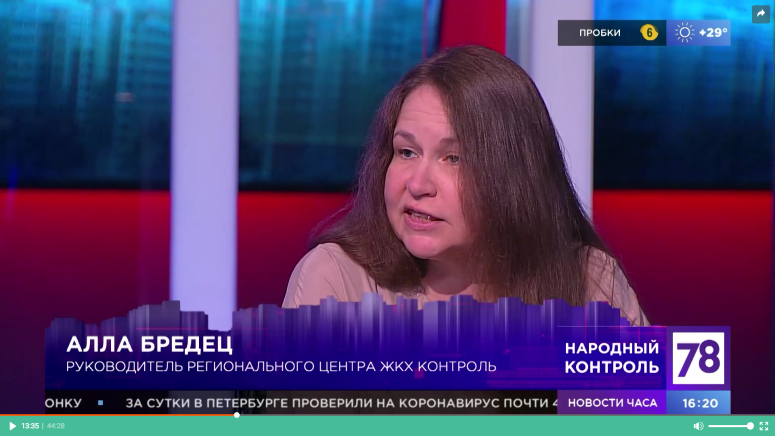 ПРОБКИ 6 +29°
АЛЛА БРЕДЕЦ
РУКОВОДИТЕЛЬ РЕГИОНАЛЬНОГО ЦЕНТРА ЖКХ КОНТРОЛЬ
НАРОДНЫЙ
КОНТРОЛЬ
78
ОНКУ ЗА СУТКИ В ПЕТЕРБУРГЕ ПРОВЕРИЛИ НА КОРОНАВИРУС ПОЧТИ 4
НОВОСТИ ЧАСА 16:20
13:35 | 44:28